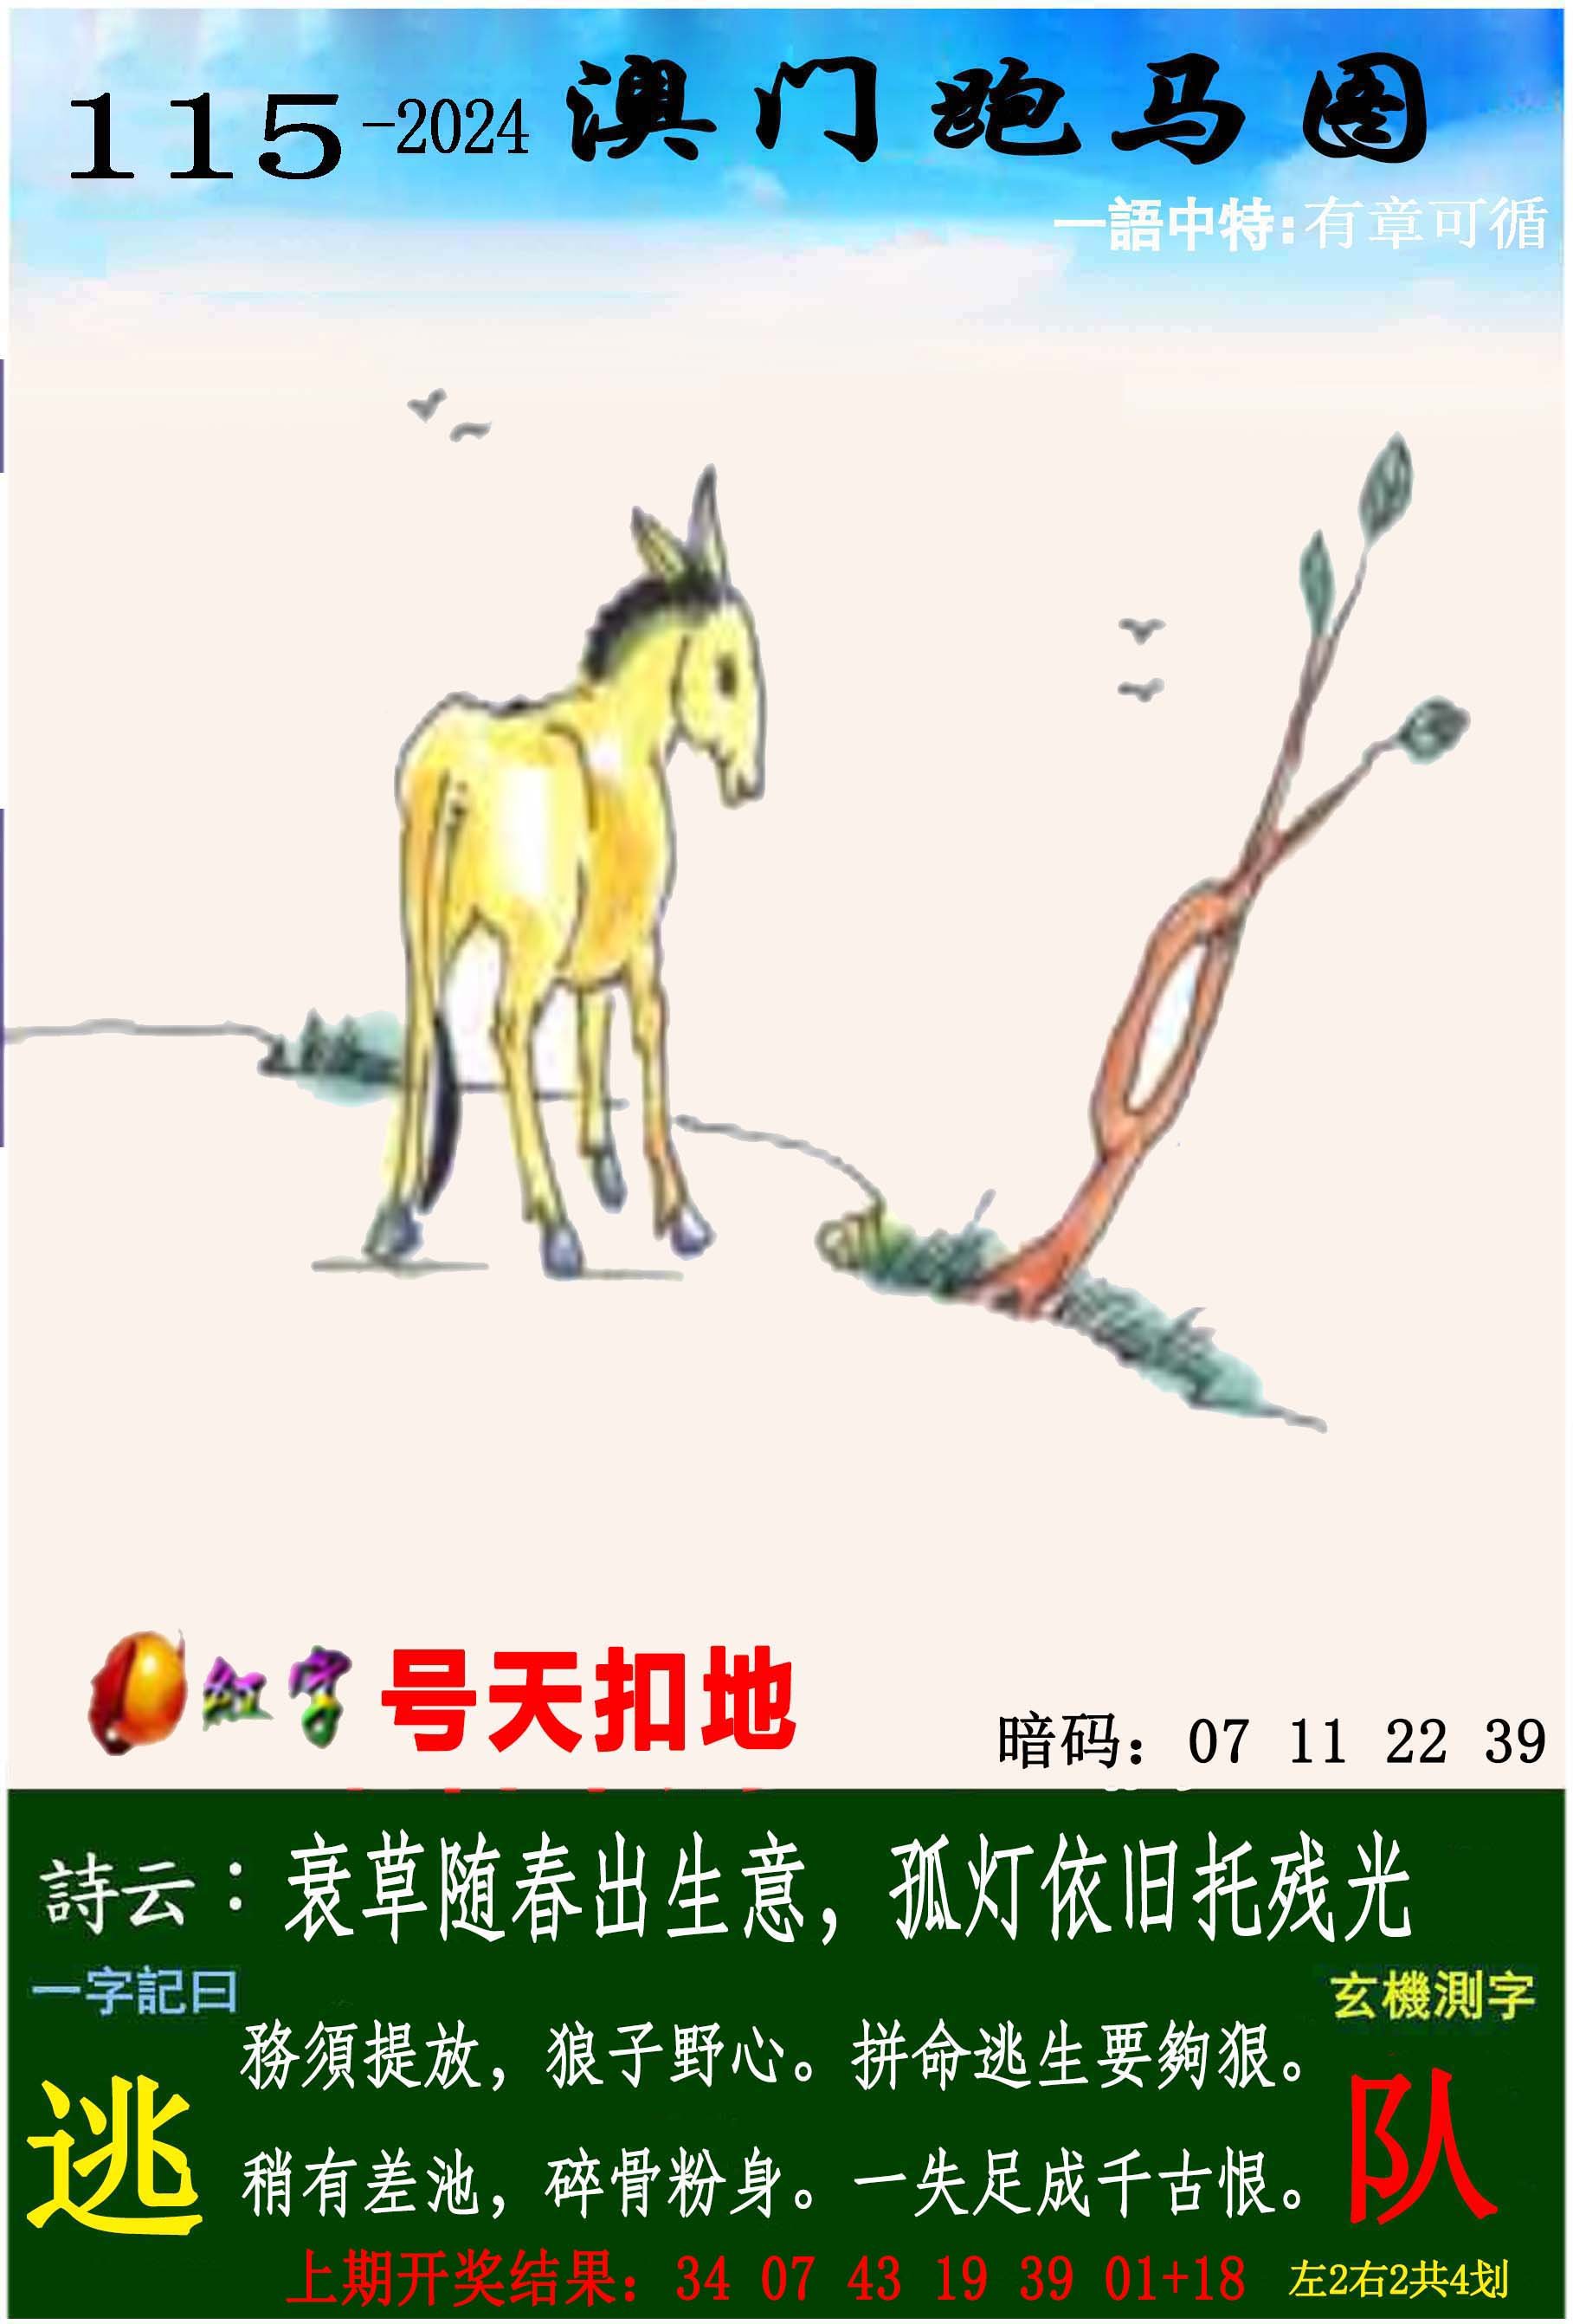 115-2024 澳门跑马图
一語中特:有章可循
红字 号天扣地
暗码：07 11 22 39
詩云：衰草随春出生意，孤灯依旧托残光
一字記曰
玄機測字
務須提放，狼子野心。拼命逃生要夠狠。
逃
队
稍有差池，碎骨粉身。一失足成千古恨。
上期开奖结果：34 07 43 19 39 01+18
左2右2共4划